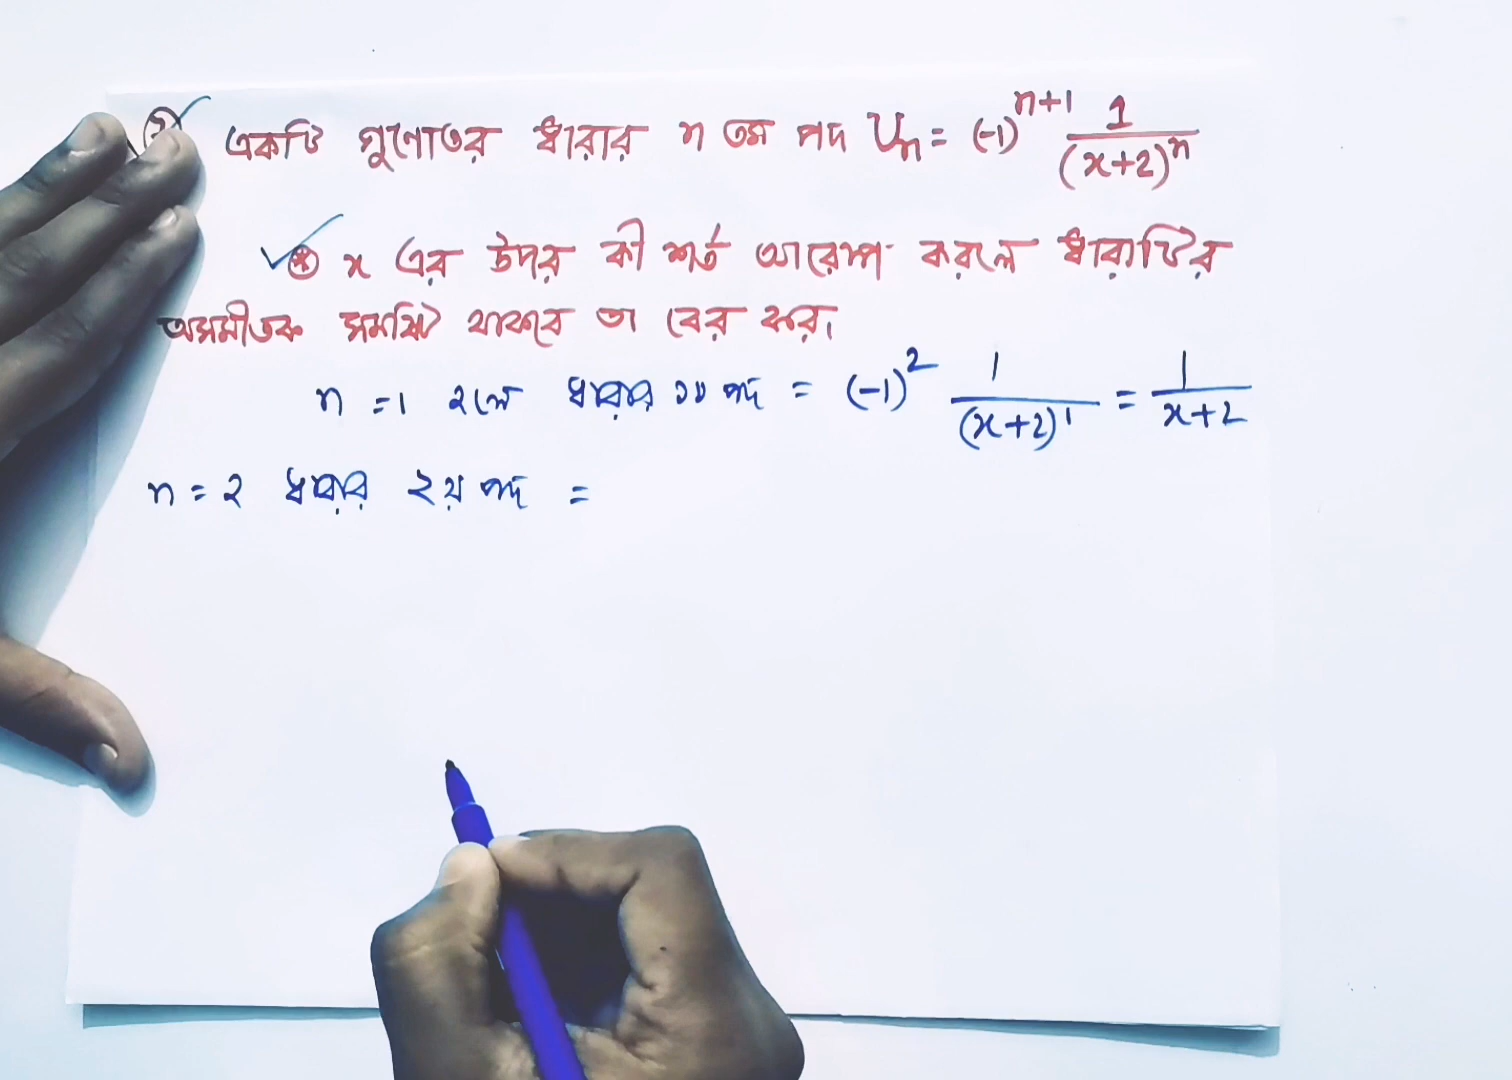 একটি গুণোত্তর ধারার n তম পদ Uₙ = (-1)ⁿ⁺¹ 1/(x+2)ⁿ
x এর উপর কী শর্ত আরোপ করলে ধারাটির
অসীমতক সমষ্টি থাকবে তা বের কর।
n =1 হলে ধারার ১ম পদ = (-1)² 1/(x+2)¹ = 1/x+2
n = 2 ধারার ২য় পদ =